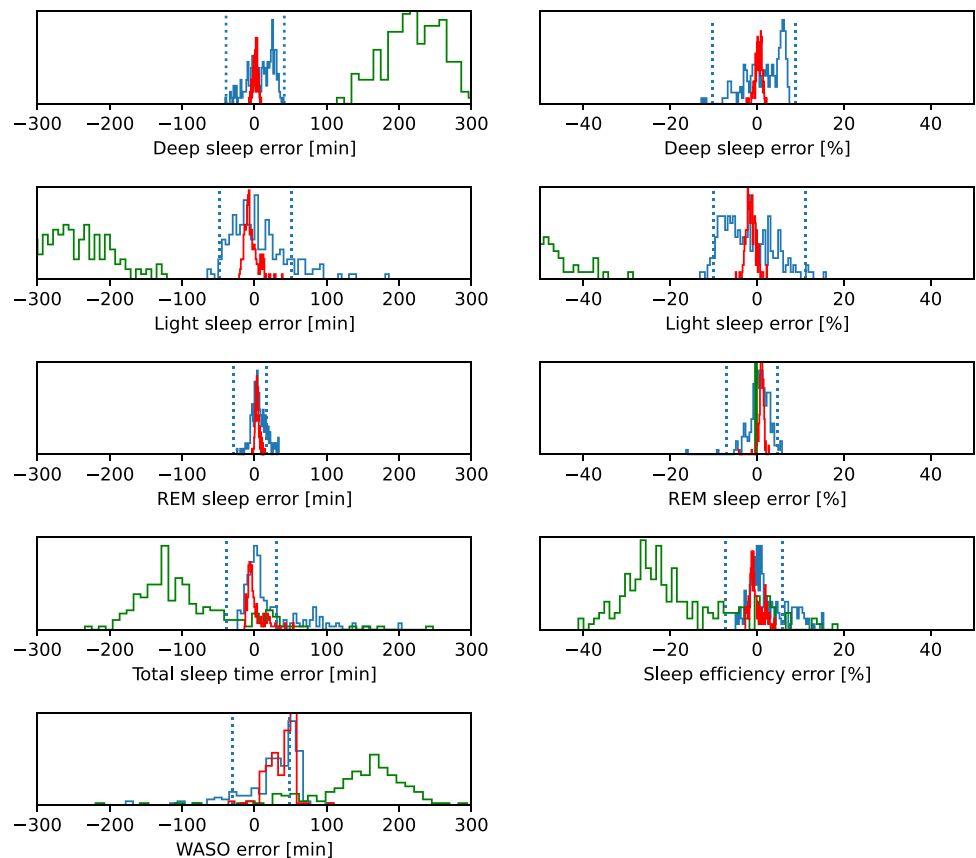 −300 −200 −100 0 100 200 300
Deep sleep error [min]
−40 −20 0 20 40
Deep sleep error [%]
−300 −200 −100 0 100 200 300
Light sleep error [min]
−40 −20 0 20 40
Light sleep error [%]
−300 −200 −100 0 100 200 300
REM sleep error [min]
−40 −20 0 20 40
REM sleep error [%]
−300 −200 −100 0 100 200 300
Total sleep time error [min]
−40 −20 0 20 40
Sleep efficiency error [%]
−300 −200 −100 0 100 200 300
WASO error [min]